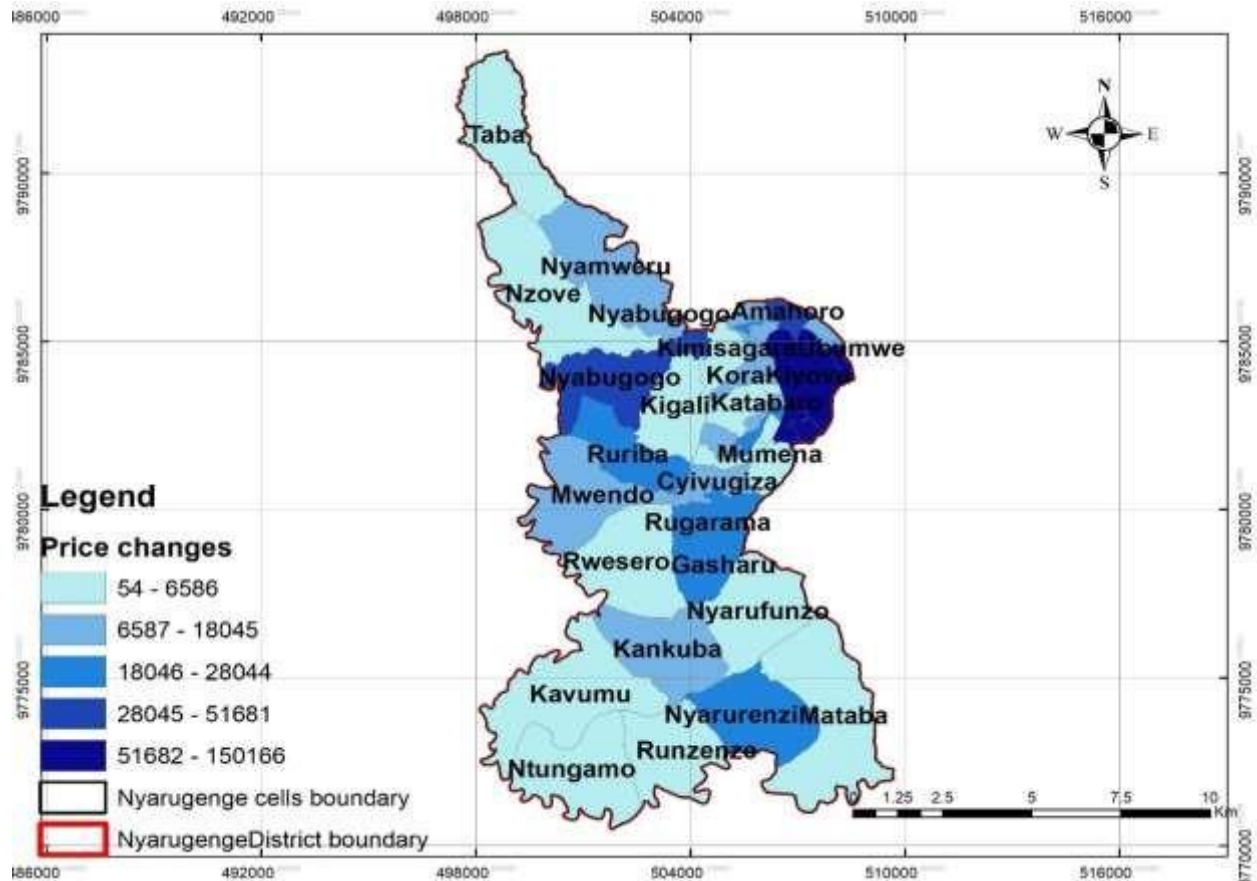 486000 492000 498000 504000 510000 516000
N
W E
S
9790000 9790000
9785000 9785000
9780000 9780000
9775000 9775000
9770000 9770000
Taba
Nyamweru
Nzove
Nyabugogo Amahoro
Kimisagara Ubumwe
Nyabugogo Kora Kiyovu
Kigali Katabaro
Ruriba Mumena
Mwendo Cyivugiza
Rugarama
Rwesero Gasharu
Nyarufunzo
Kankuba
Kavumu
Nyarurenzi Mataba
Runzenze
Ntungamo
Legend
Price changes
54 - 6586
6587 - 18045
18046 - 28044
28045 - 51681
51682 - 150166
Nyarugenge cells boundary
NyarugengeDistrict boundary
0 1.25 2.5 5 7.5 10
Km
486000 492000 498000 504000 510000 516000